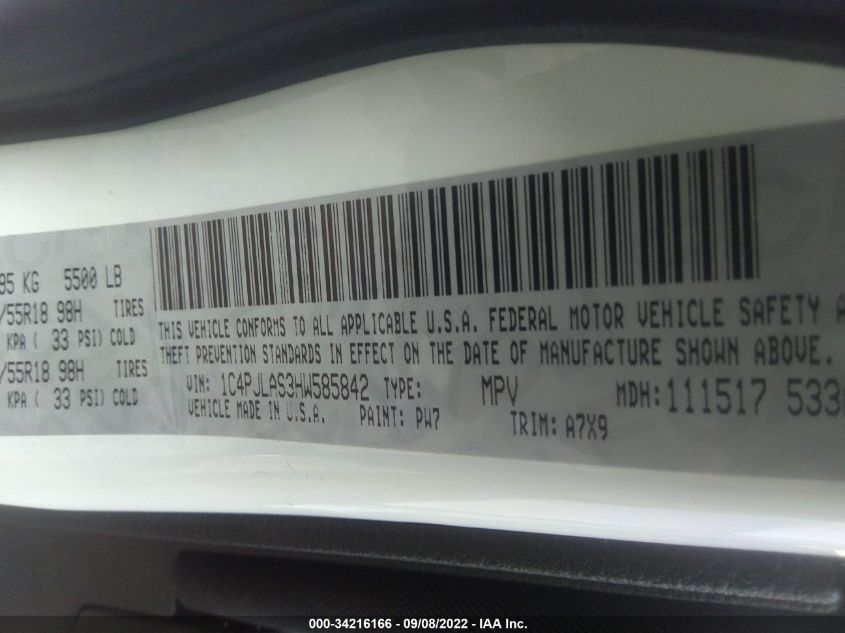 95 KG 5500 LB
/55R18 98H TIRES
KPA ( 33 PSI) COLD
/55R18 98H TIRES
KPA ( 33 PSI) COLD
THIS VEHICLE CONFORMS TO ALL APPLICABLE U.S.A. FEDERAL MOTOR VEHICLE SAFETY A
THEFT PREVENTION STANDARDS IN EFFECT ON THE DATE OF MANUFACTURE SHOWN ABOVE.
VIN: 1C4PJLAS3HW585842 TYPE: MPV MDH: 111517 533
VEHICLE MADE IN U.S.A. PAINT: PW7 TRIM: A7X9
000-34216166 - 09/08/2022 - IAA Inc.